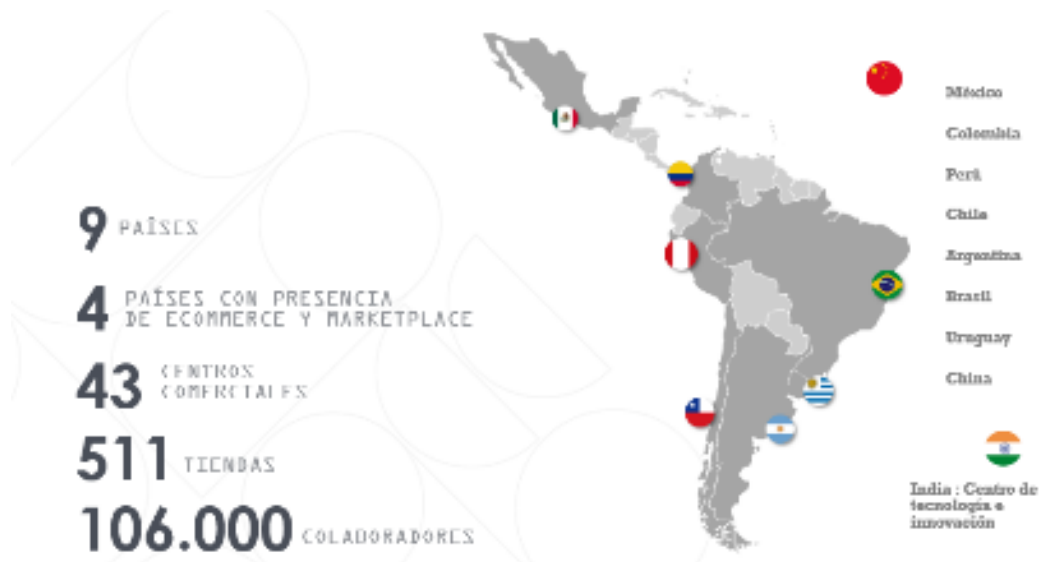 9 PAÍSES
4 PAÍSES CON PRESENCIA
DE ECOMMERCE Y MARKETPLACE
43 CENTROS
COMERCIALES
511 TIENDAS
106.000 COLABORADORES
México
Colombia
Perú
Chile
Argentina
Brasil
Uruguay
China
India : Centro de
tecnología e
innovación